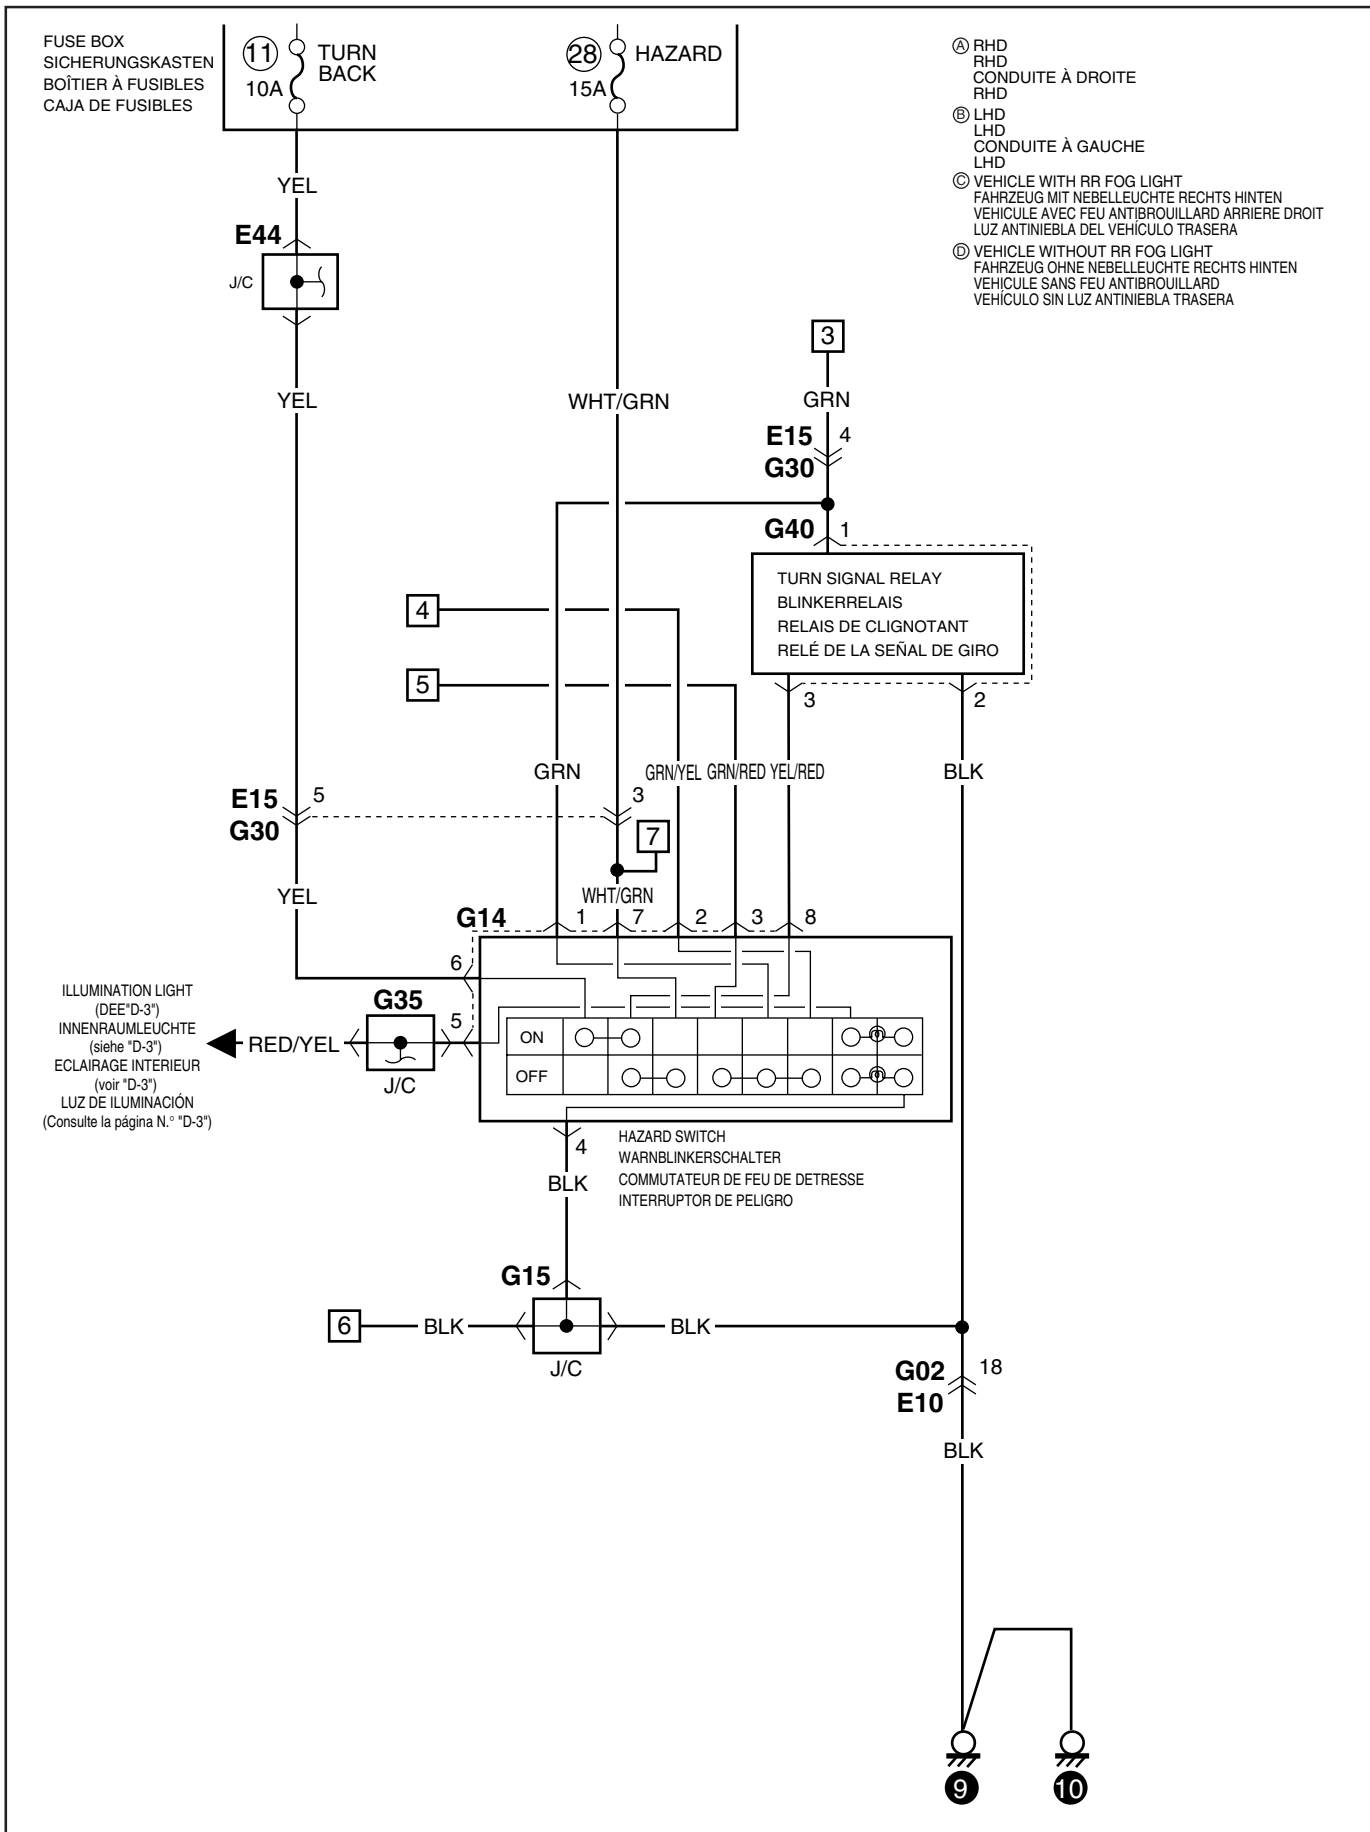 FUSE BOX
SICHERUNGSKASTEN
BOÎTIER À FUSIBLES
CAJA DE FUSIBLES
11
10A
TURN
BACK
28
15A
HAZARD
Ⓐ RHD
RHD
CONDUITE À DROITE
RHD
Ⓑ LHD
LHD
CONDUITE À GAUCHE
LHD
Ⓒ VEHICLE WITH RR FOG LIGHT
FAHRZEUG MIT NEBELLEUCHTE RECHTS HINTEN
VEHICULE AVEC FEU ANTIBROUILLARD ARRIERE DROIT
LUZ ANTINIEBLA DEL VEHÍCULO TRASERA
Ⓓ VEHICLE WITHOUT RR FOG LIGHT
FAHRZEUG OHNE NEBELLEUCHTE RECHTS HINTEN
VEHICULE SANS FEU ANTIBROUILLARD
VEHÍCULO SIN LUZ ANTINIEBLA TRASERA
YEL
E44
J/C
YEL
WHT/GRN
3
GRN
E15 4
G30
G40 1
TURN SIGNAL RELAY
BLINKERRELAIS
RELAIS DE CLIGNOTANT
RELÉ DE LA SEÑAL DE GIRO
4
5
3
2
GRN
GRN/YEL
GRN/RED
YEL/RED
BLK
E15 5
G30
3
7
YEL
WHT/GRN
G14
1
7
2
3
8
6
G35
5
RED/YEL
J/C
ILLUMINATION LIGHT
(DEE"D-3")
INNENRAUMLEUCHTE
(siehe "D-3")
ECLAIRAGE INTERIEUR
(voir "D-3")
LUZ DE ILUMINACIÓN
(Consulte la página N.° "D-3")
ON
OFF
4
HAZARD SWITCH
WARNBLINKERSCHALTER
COMMUTATEUR DE FEU DE DETRESSE
INTERRUPTOR DE PELIGRO
BLK
G15
6
BLK
BLK
J/C
G02 18
E10
BLK
9
10